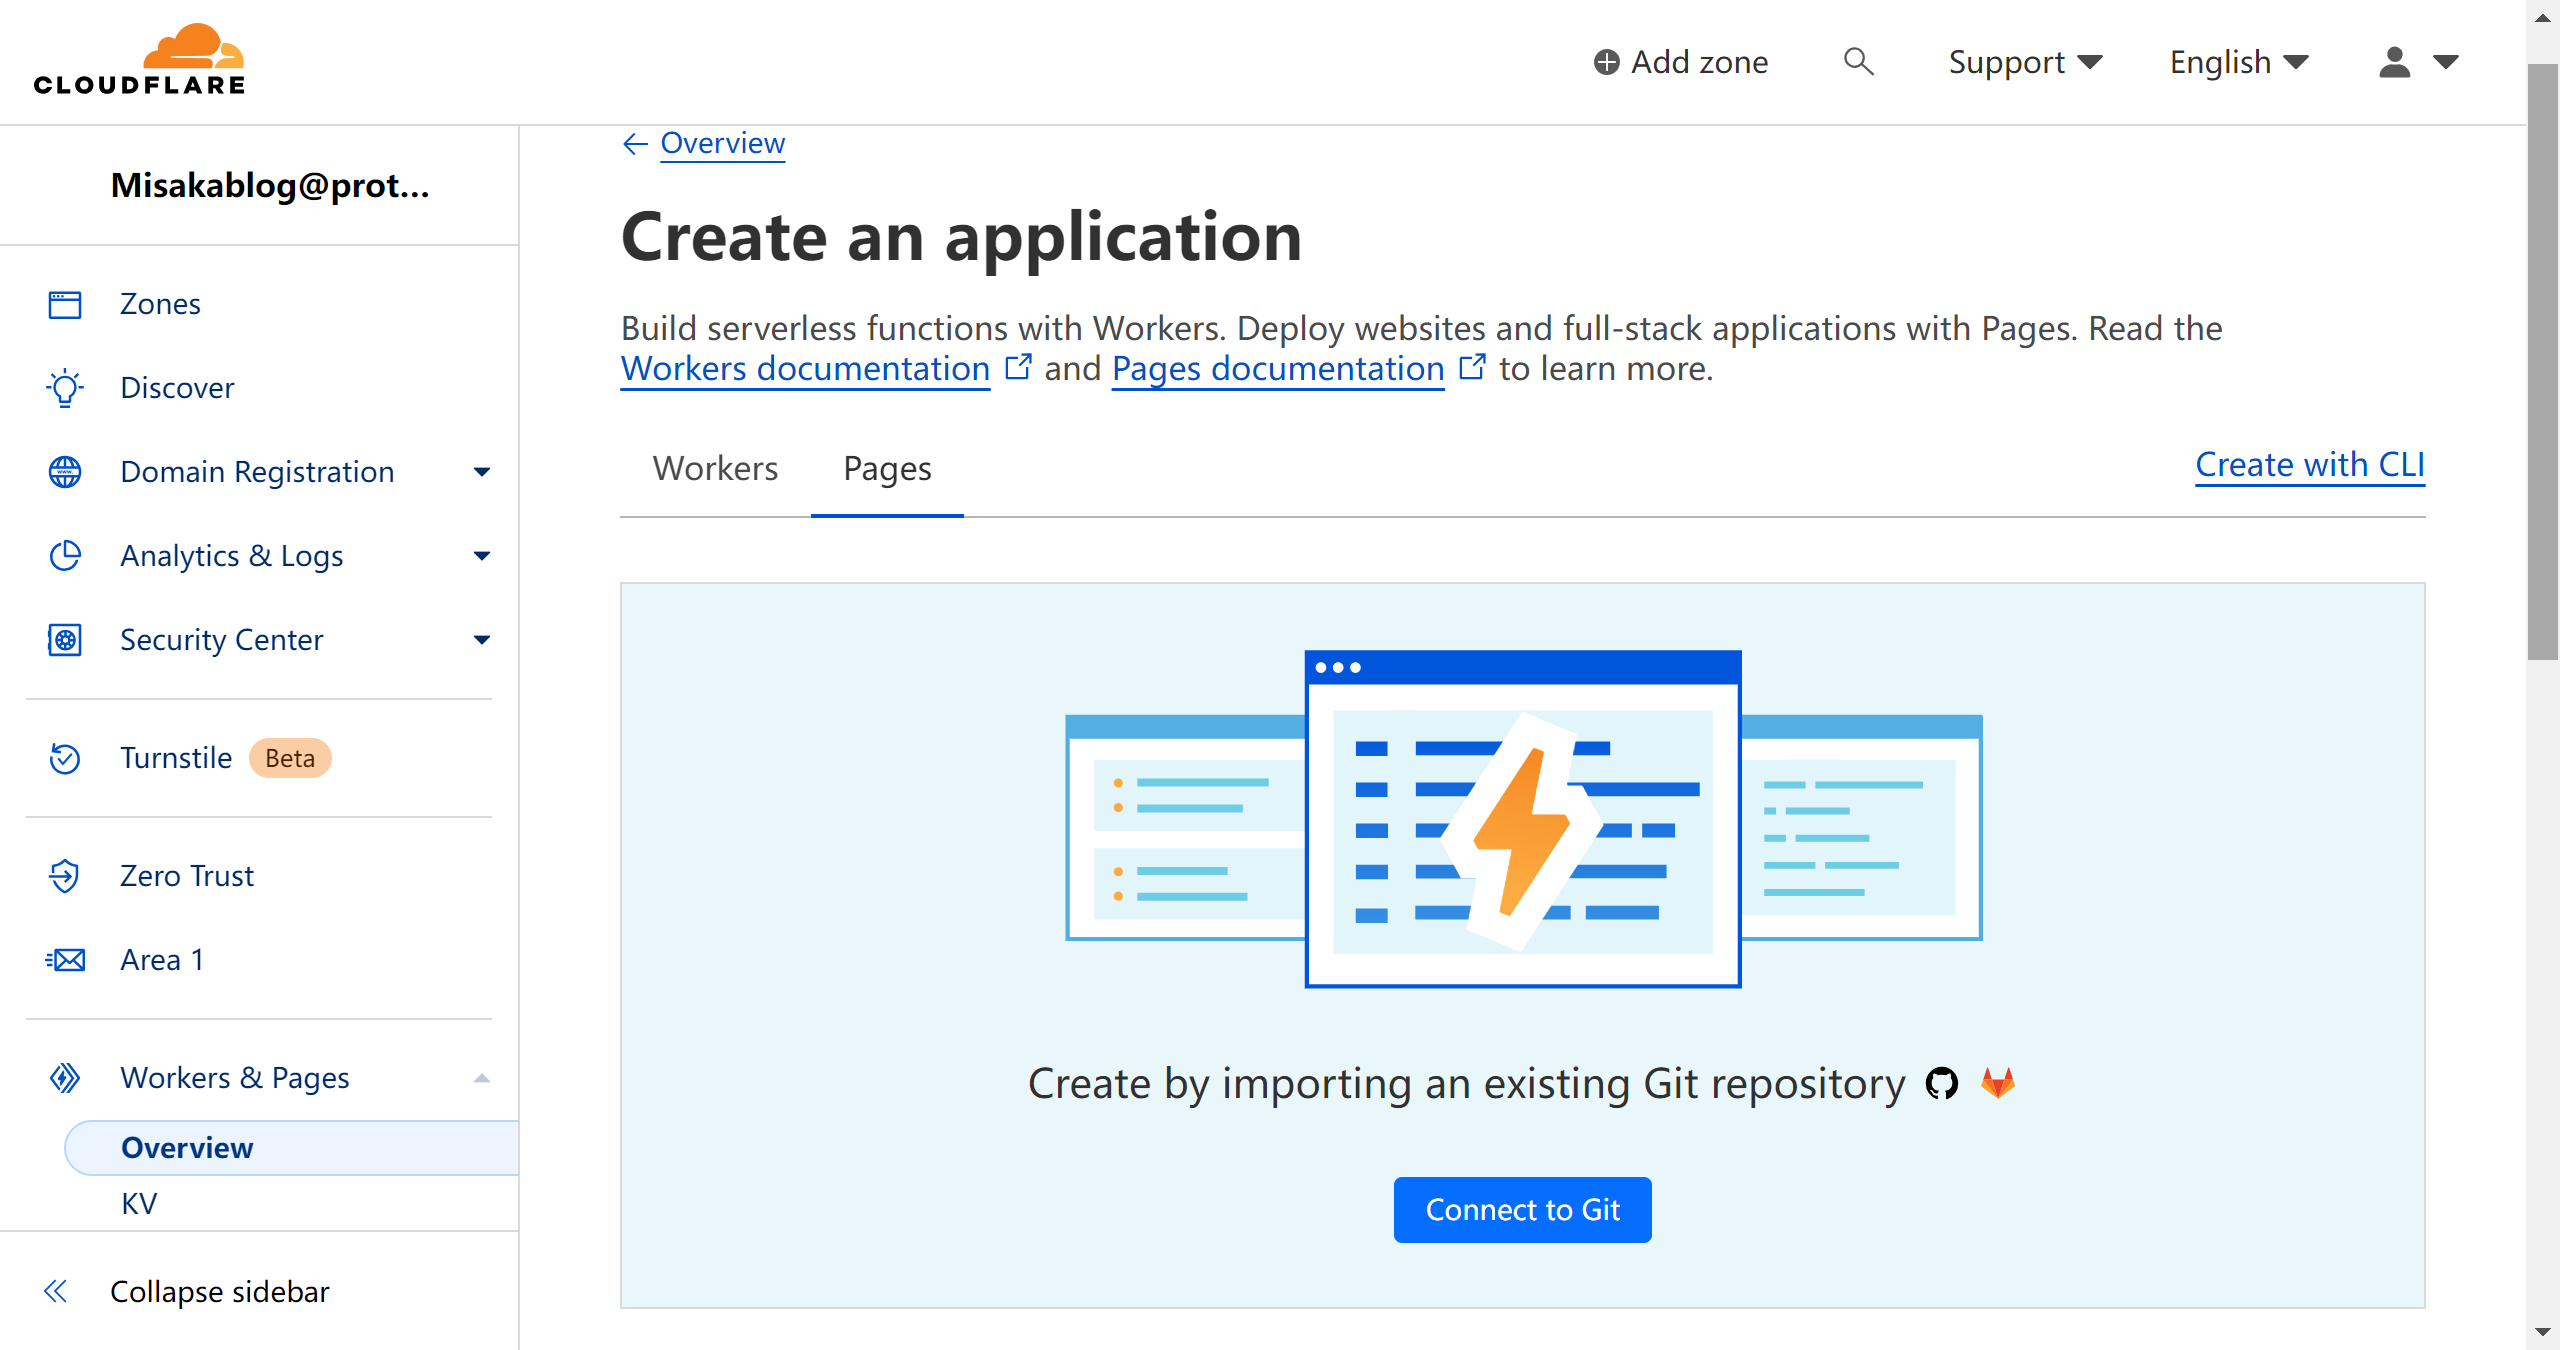 CLOUDFLARE
Add zone
Support
English
Misakablog@prot...
Zones
Discover
Domain Registration
Analytics & Logs
Security Center
Turnstile Beta
Zero Trust
Area 1
Workers & Pages
Overview
KV
Collapse sidebar
Overview
Create an application
Build serverless functions with Workers. Deploy websites and full-stack applications with Pages. Read the
Workers documentation and Pages documentation to learn more.
Workers Pages
Create with CLI
Create by importing an existing Git repository
Connect to Git